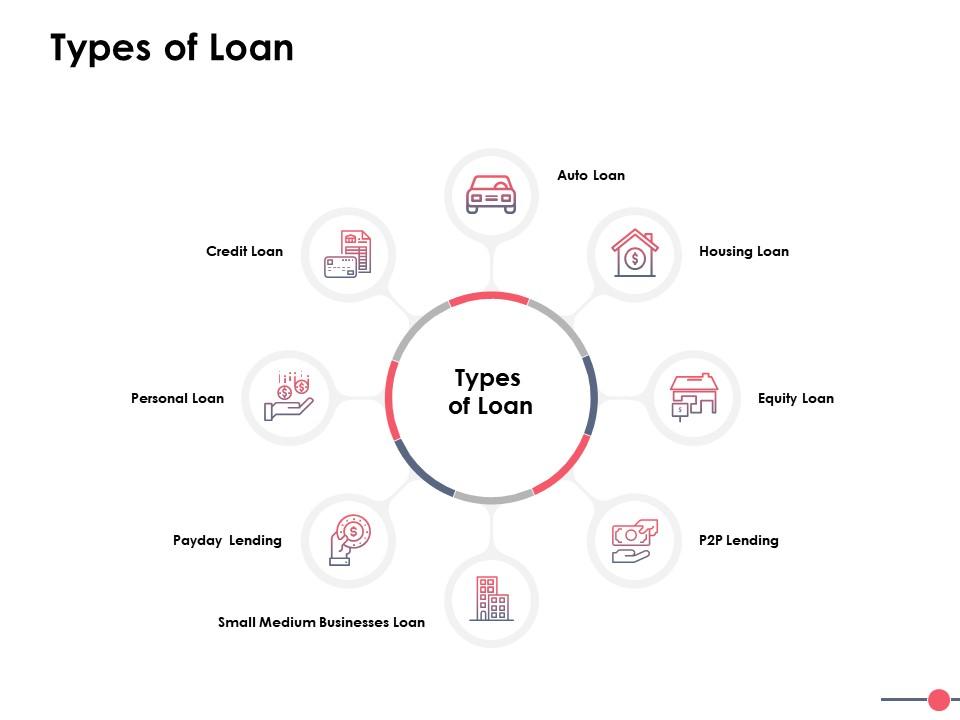 Types of Loan
Auto Loan
Housing Loan
Equity Loan
P2P Lending
Small Medium Businesses Loan
Payday Lending
Personal Loan
Credit Loan
Types
of Loan